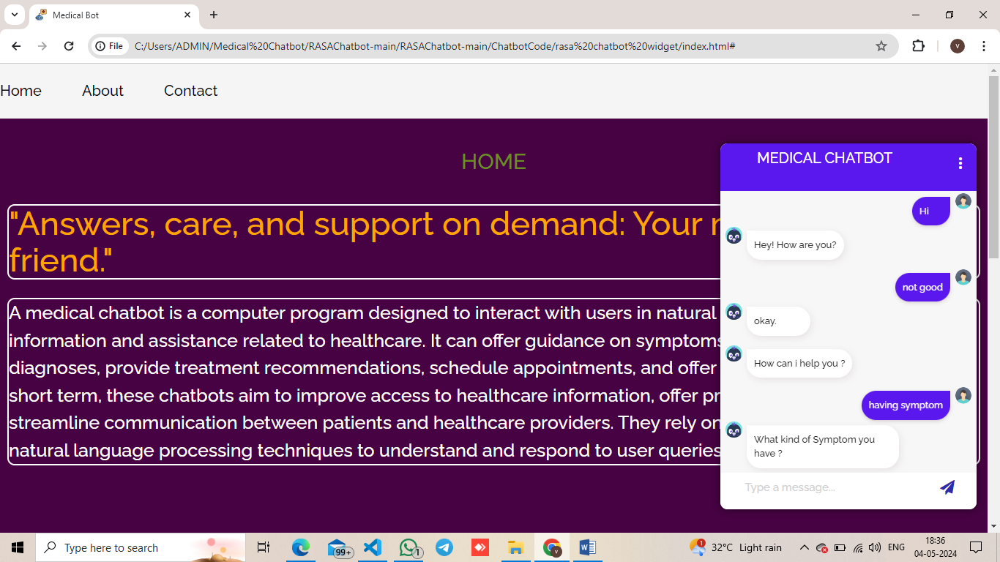 Medical Bot
File
C:/Users/ADMIN/Medical%20Chatbot/RASAChatbot-main/RASAChatbot-main/ChatbotCode/rasa%20chatbot%20widget/index.html#
V
Home About Contact
HOME
"Answers, care, and support on demand: Your
friend."
A medical chatbot is a computer program designed to interact with users in natural
information and assistance related to healthcare. It can offer guidance on symptoms
diagnoses, provide treatment recommendations, schedule appointments, and offer
short term, these chatbots aim to improve access to healthcare information, offer
streamline communication between patients and healthcare providers. They rely on
natural language processing techniques to understand and respond to user queries
MEDICAL CHATBOT
Hi
Hey! How are you?
not good
okay.
How can i help you ?
having symptom
What kind of Symptom you
have ?
Type a message...
Type here to search
99+
1
V
1
32°C Light rain
ENG
18:36
04-05-2024